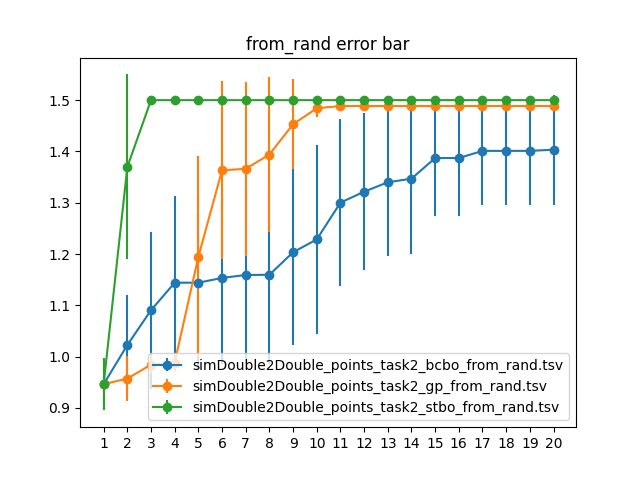 from_rand error bar
1.5
1.4
1.3
1.2
1.1
1.0
0.9
simDouble2Double_points_task2_bcbo_from_rand.tsv
simDouble2Double_points_task2_gp_from_rand.tsv
simDouble2Double_points_task2_stbo_from_rand.tsv
1 2 3 4 5 6 7 8 9 10 11 12 13 14 15 16 17 18 19 20